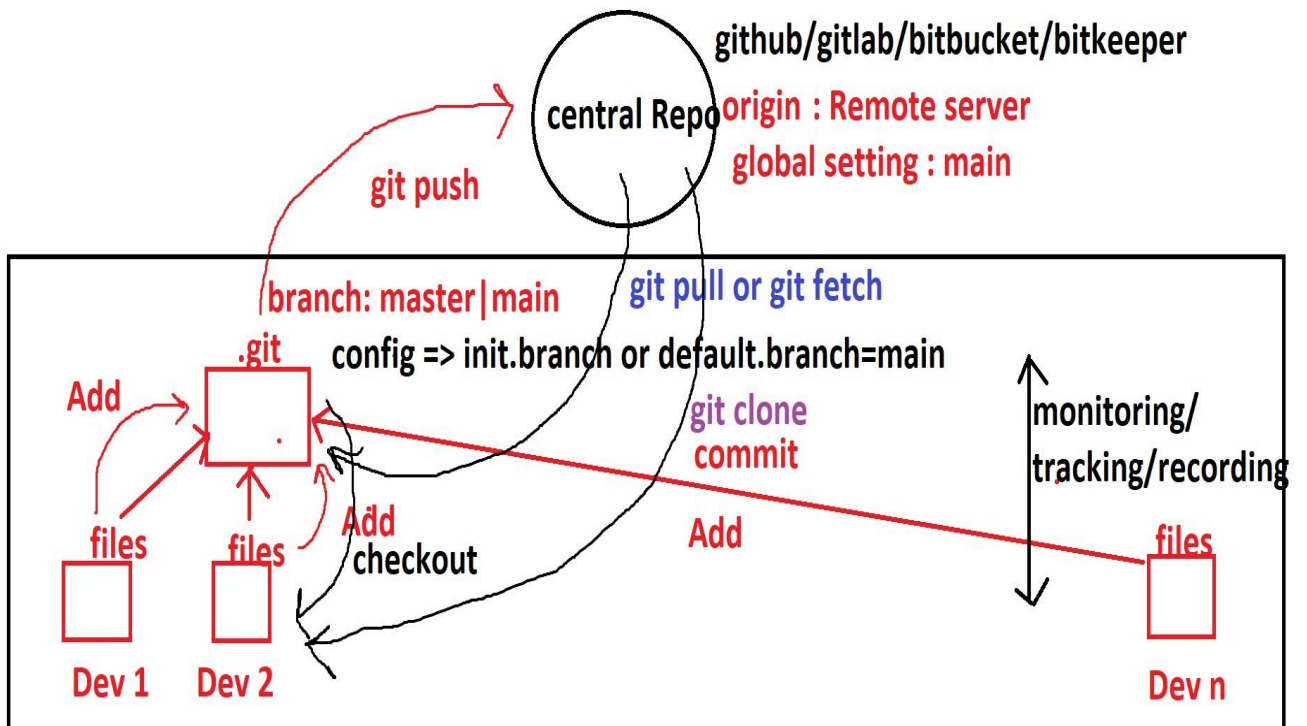 github/gitlab/bitbucket/bitkeeper
central Repo
origin : Remote server
global setting : main
git push
branch: master|main
git pull or git fetch
.git
config => init.branch or default.branch=main
Add
git clone
commit
monitoring/
tracking/recording
files
files
Add
checkout
Add
files
Dev 1
Dev 2
Dev n